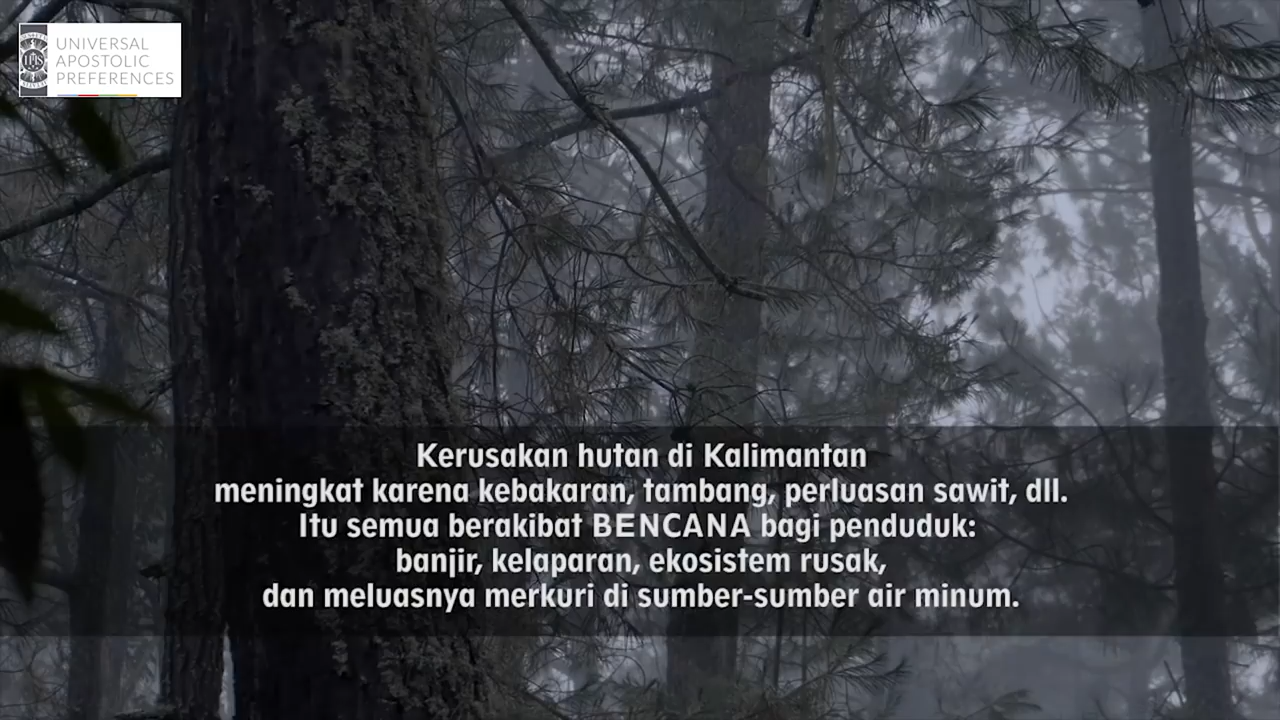 UNIVERSAL
APOSTOLIC
PREFERENCES
Kerusakan hutan di Kalimantan
meningkat karena kebakaran, tambang, perluasan sawit, dll.
Itu semua berakibat BENCANA bagi penduduk:
banjir, kelaparan, ekosistem rusak,
dan meluasnya merkuri di sumber-sumber air minum.